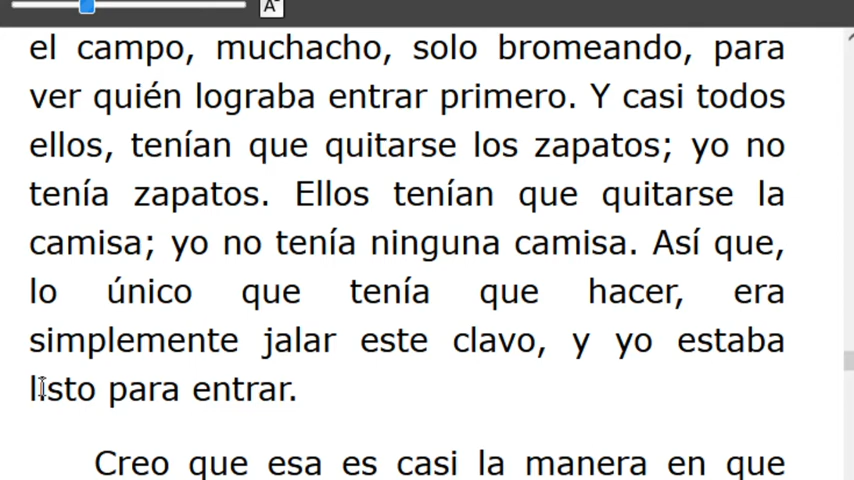 A
el campo, muchacho, solo bromeando, para
ver quién lograba entrar primero. Y casi todos
ellos, tenían que quitarse los zapatos; yo no
tenía zapatos. Ellos tenían que quitarse la
camisa; yo no tenía ninguna camisa. Así que,
lo único que tenía que hacer, era
simplemente jalar este clavo, y yo estaba
listo para entrar.
Creo que esa es casi la manera en que